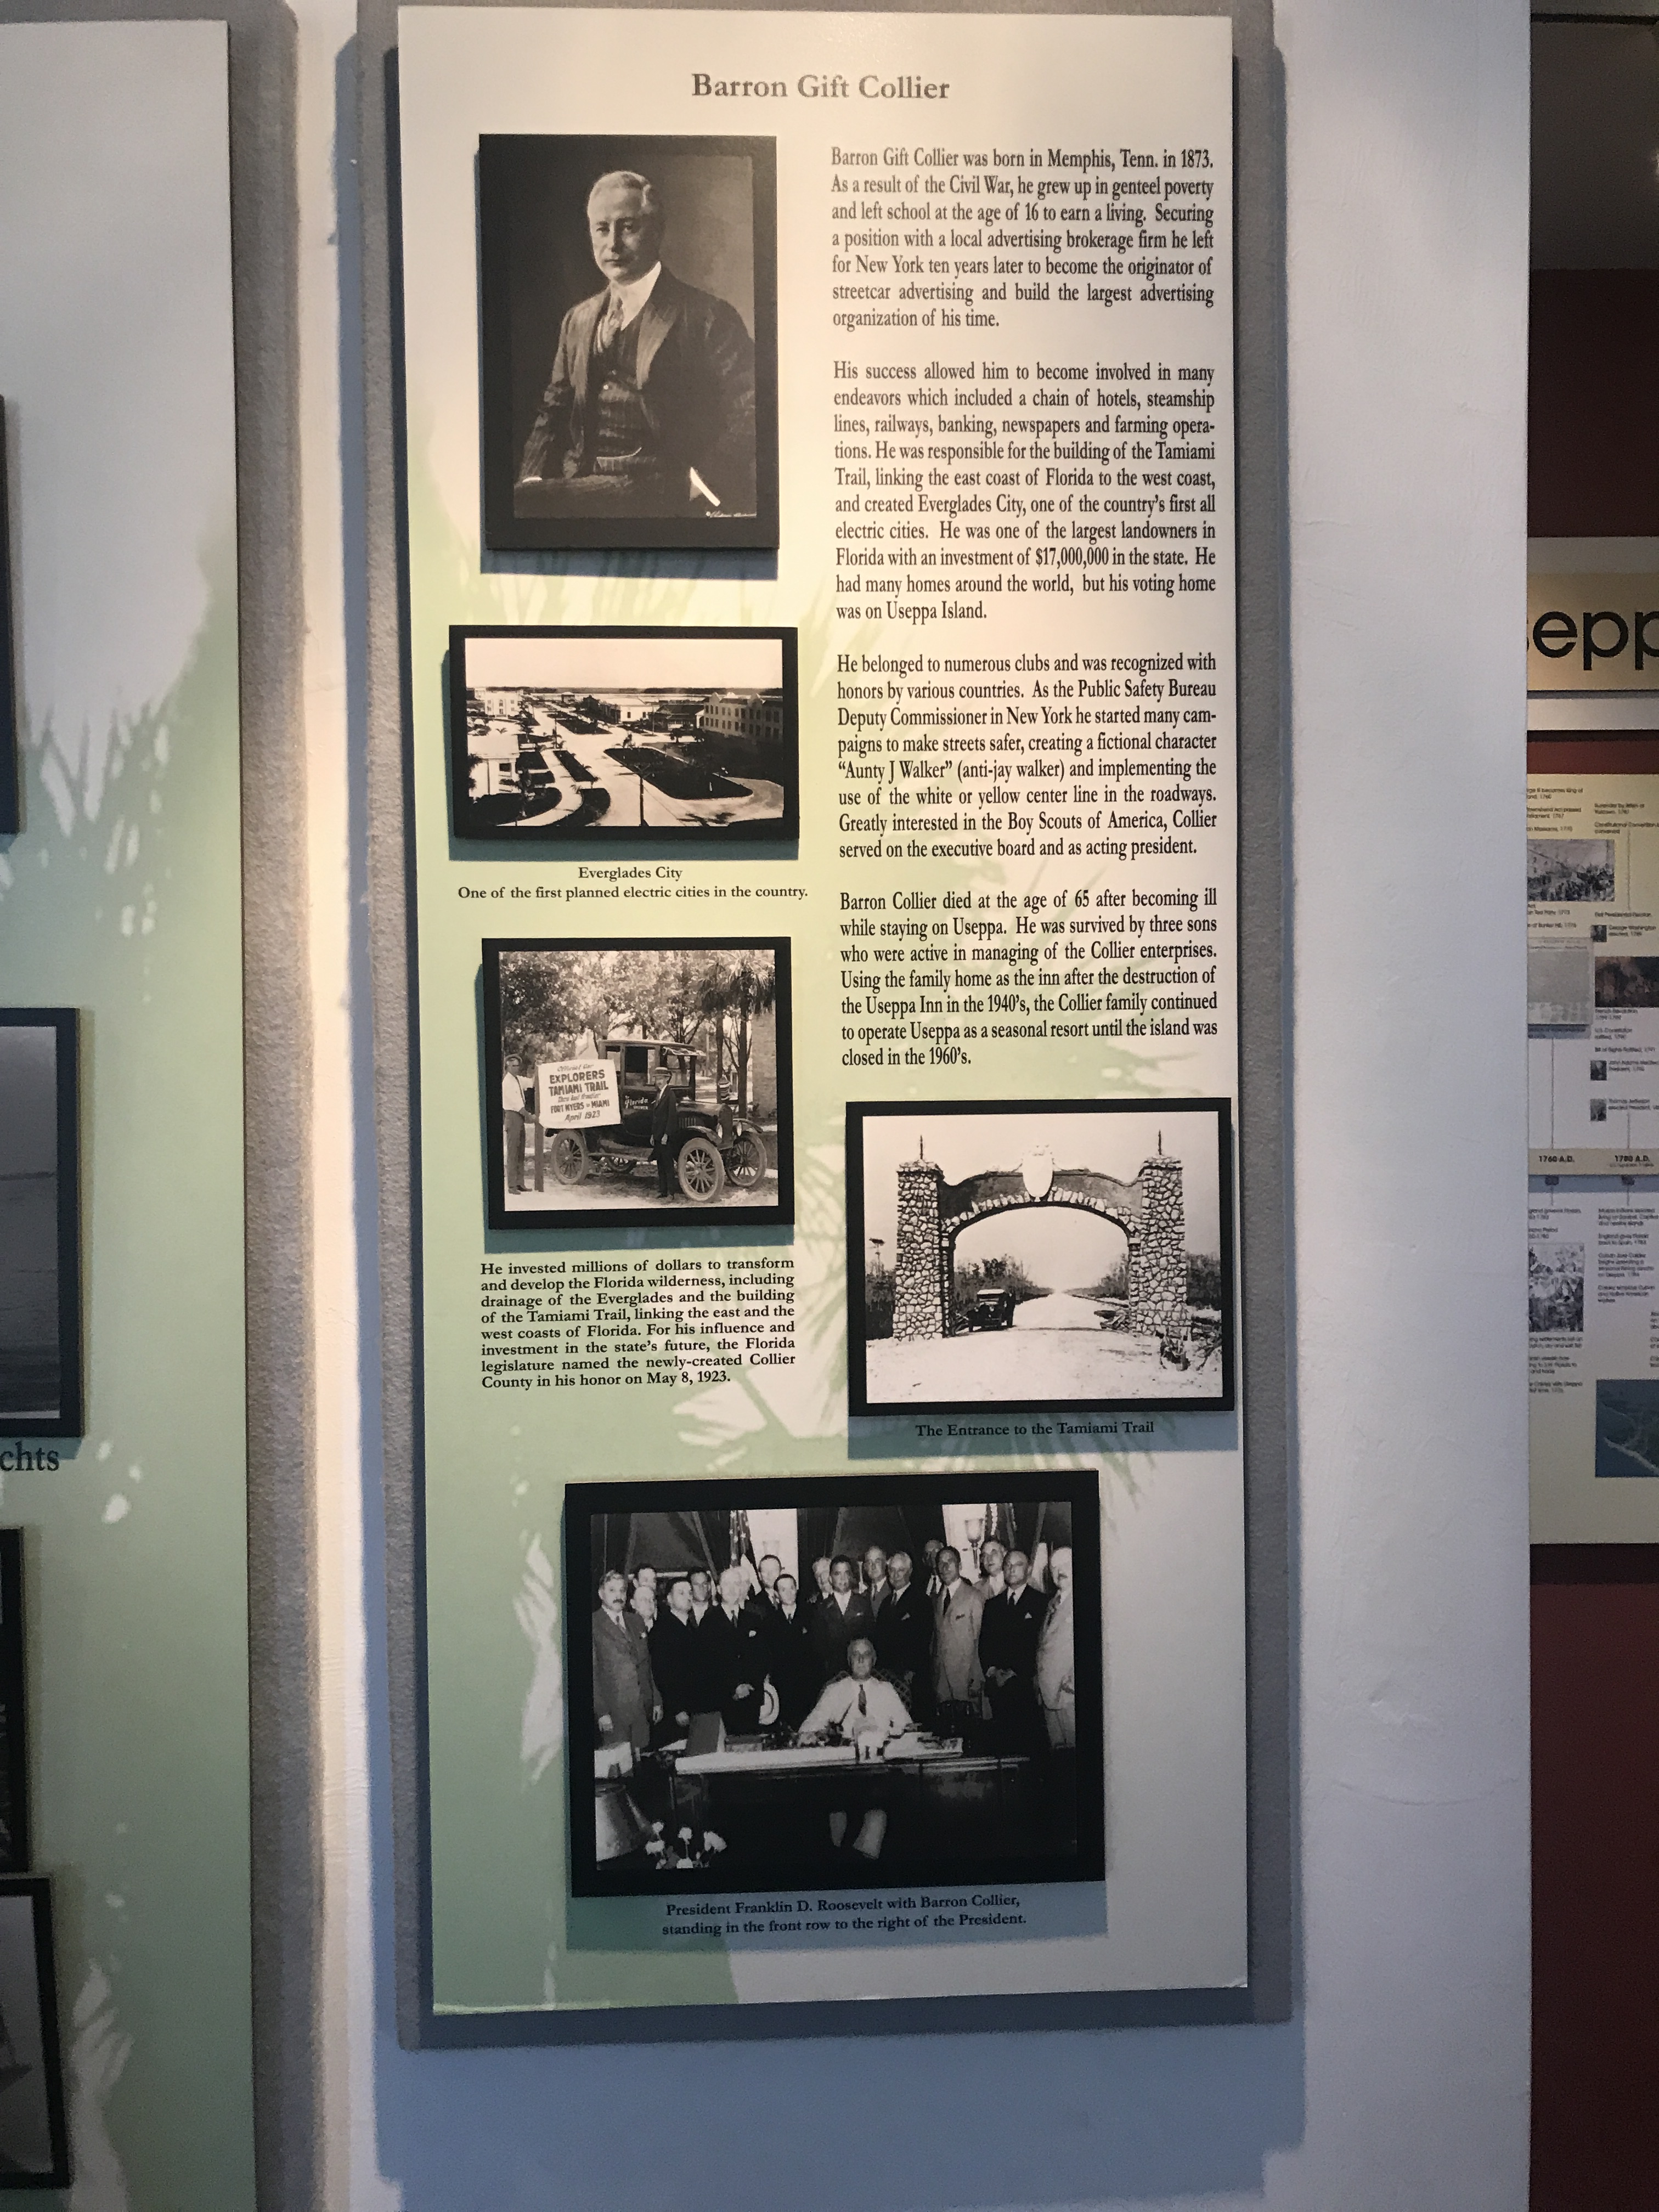 Barron Gift Collier
Barron Gift Collier was born in Memphis, Tenn. in 1873.
As a result of the Civil War, he grew up in genteel poverty
and left school at the age of 16 to earn a living. Securing
a position with a local advertising brokerage firm he left
for New York ten years later to become the originator of
streetcar advertising and build the largest advertising
organization of his time.
His success allowed him to become involved in many
endeavors which included a chain of hotels, steamship
lines, railways, banking, newspapers and farming opera-
tions. He was responsible for the building of the Tamiami
Trail, linking the east coast of Florida to the west coast,
and created Everglades City, one of the country's first all
electric cities. He was one of the largest landowners in
Florida with an investment of $17,000,000 in the state. He
had many homes around the world, but his voting home
was on Useppa Island.
He belonged to numerous clubs and was recognized with
honors by various countries. As the Public Safety Bureau
Deputy Commissioner in New York he started many cam-
paigns to make streets safer, creating a fictional character
"Aunty J Walker" (anti-jay walker) and implementing the
use of the white or yellow center line in the roadways.
Greatly interested in the Boy Scouts of America, Collier
served on the executive board and as acting president.
Barron Collier died at the age of 65 after becoming ill
while staying on Useppa. He was survived by three sons
who were active in managing of the Collier enterprises.
Using the family home as the inn after the destruction of
the Useppa Inn in the 1940's, the Collier family continued
to operate Useppa as a seasonal resort until the island was
closed in the 1960's.
Everglades City
One of the first planned electric cities in the country.
Official Car
EXPLORERS
TAMIAMI TRAIL
FORT MYERS to MIAMI
April 1923
Florida
He invested millions of dollars to transform
and develop the Florida wilderness, including
drainage of the Everglades and the building
of the Tamiami Trail, linking the east and the
west coasts of Florida. For his influence and
investment in the state's future, the Florida
legislature named the newly-created Collier
County in his honor on May 8, 1923.
The Entrance to the Tamiami Trail
President Franklin D. Roosevelt with Barron Collier,
standing in the front row to the right of the President.
chts
sepp
1760 A.D.
1780 A.D.